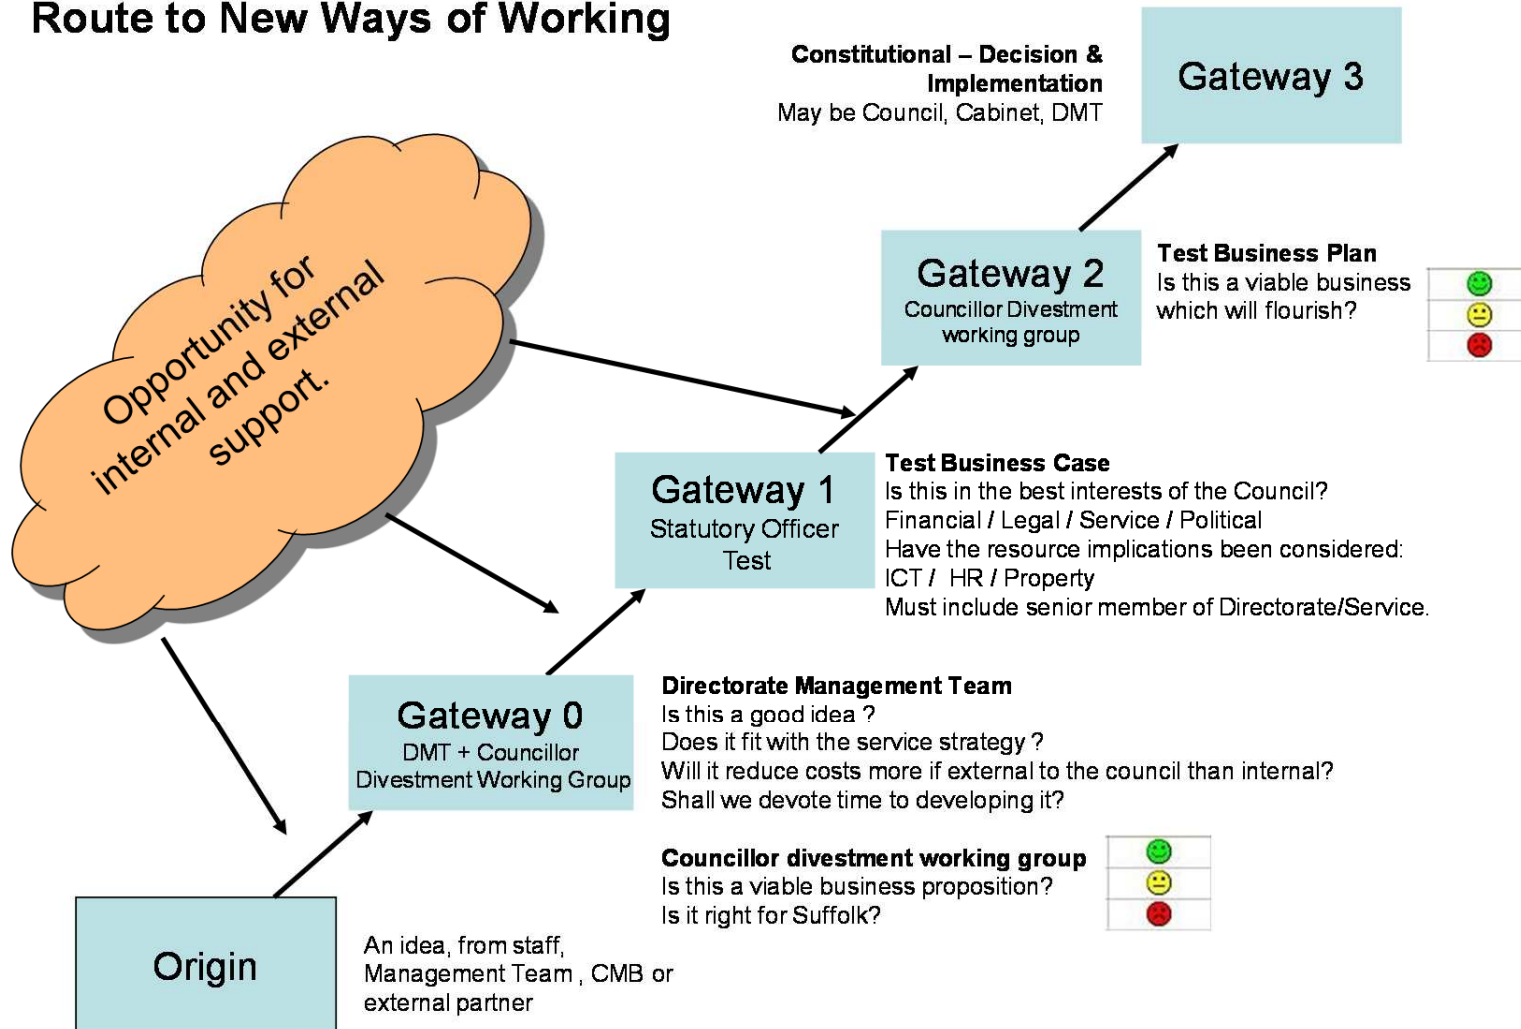 Route to New Ways of Working
Constitutional – Decision &
Implementation
May be Council, Cabinet, DMT
Gateway 3
Opportunity for
internal and external
support.
Gateway 2
Councillor Divestment
working group
Test Business Plan
Is this a viable business
which will flourish?
Gateway 1
Statutory Officer
Test
Test Business Case
Is this in the best interests of the Council?
Financial / Legal / Service / Political
Have the resource implications been considered:
ICT /  HR / Property
Must include senior member of Directorate/Service.
Gateway 0
DMT + Councillor
Divestment Working Group
Directorate Management Team
Is this a good idea ?
Does it fit with the service strategy ?
Will it reduce costs more if external to the council than internal?
Shall we devote time to developing it?
Councillor divestment working group
Is this a viable business proposition?
Is it right for Suffolk?
Origin
An idea, from staff,
Management Team , CMB or
external partner